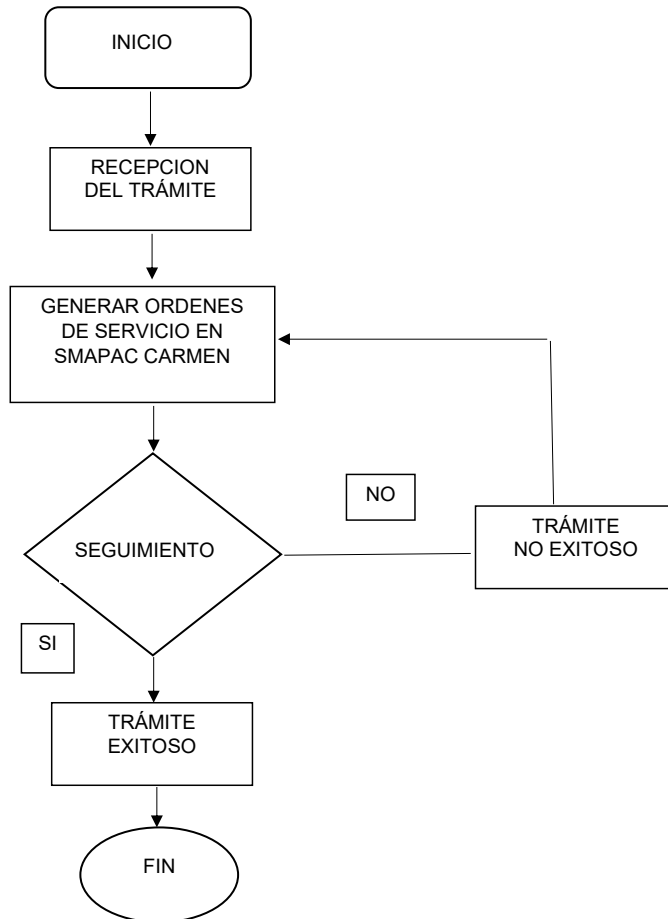 INICIO
RECEPCION
DEL TRÁMITE
GENERAR ORDENES
DE SERVICIO EN
SMAPAC CARMEN
SEGUIMIENTO
NO
TRÁMITE
NO EXITOSO
SI
TRÁMITE
EXITOSO
FIN